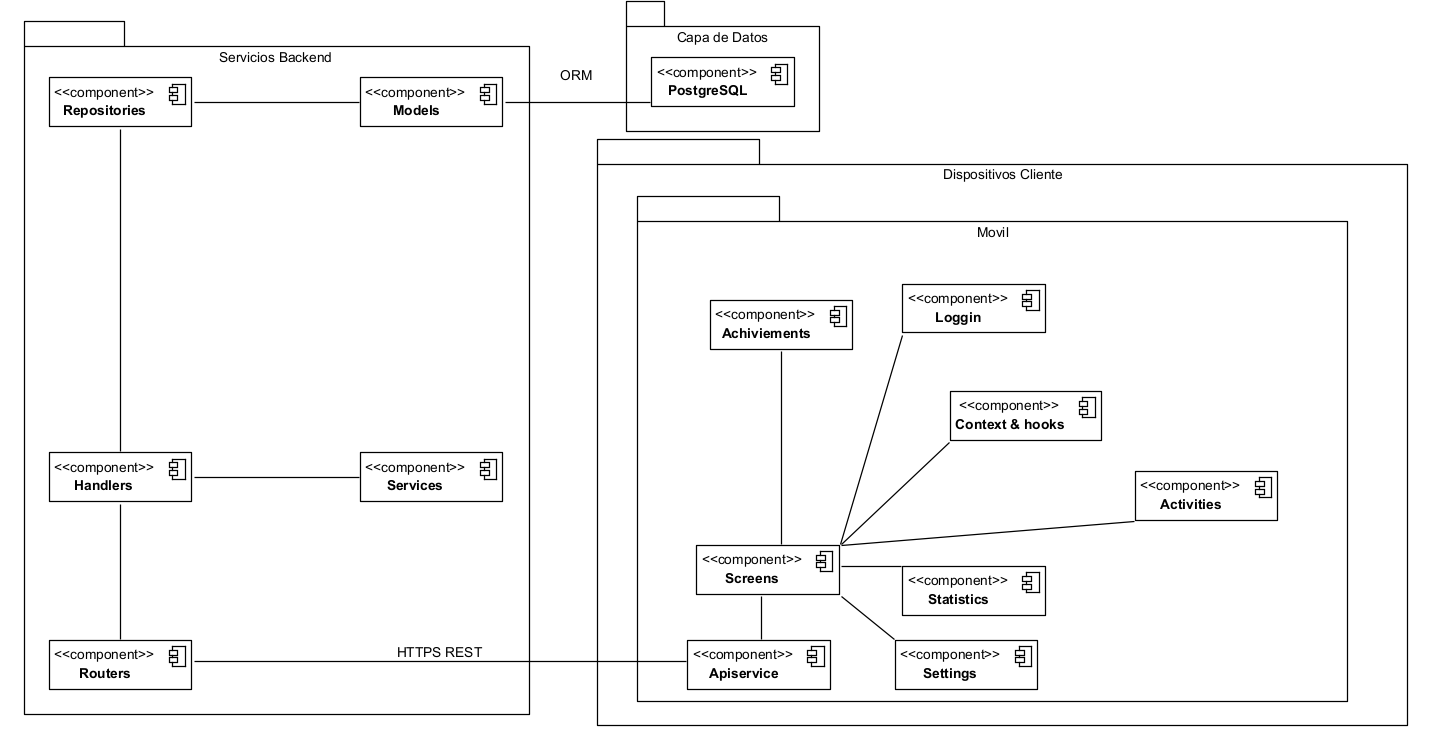 Servicios Backend
<<component>>
Repositories
<<component>>
Models
ORM
Capa de Datos
<<component>>
PostgreSQL
Dispositivos Cliente
Movil
<<component>>
Achiviements
<<component>>
Loggin
<<component>>
Context & hooks
<<component>>
Handlers
<<component>>
Services
<<component>>
Activities
<<component>>
Screens
<<component>>
Statistics
<<component>>
Routers
HTTPS REST
<<component>>
Apiservice
<<component>>
Settings